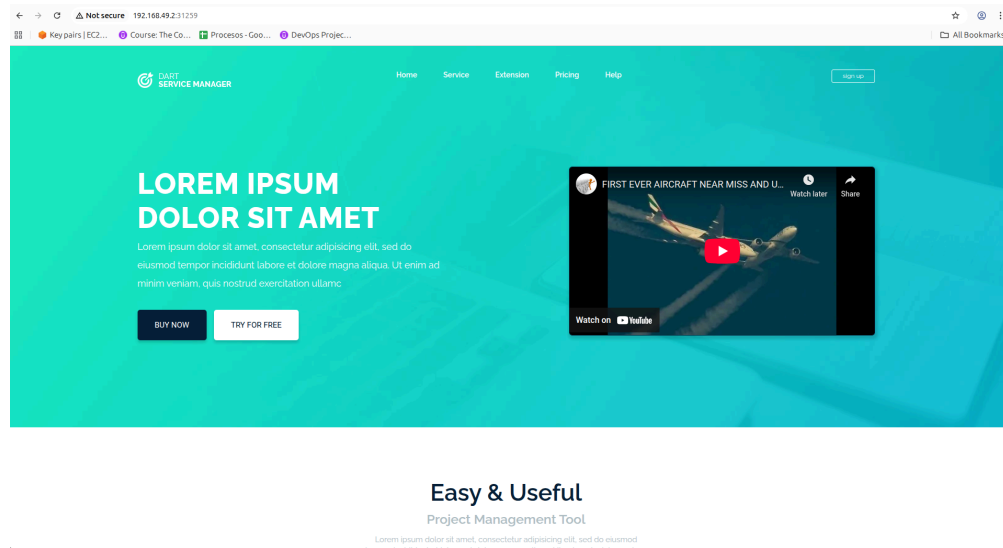 Not secure 192.168.49.2:31259
Key pairs | EC2... Course: The Co... Procesos - Goo... DevOps Projec... All Bookmarks
DART
SERVICE MANAGER
Home Service Extension Pricing Help
sign up
LOREM IPSUM
DOLOR SIT AMET
Lorem ipsum dolor sit amet, consectetur adipisicing elit, sed do
eiusmod tempor incididunt labore et dolore magna aliqua. Ut enim ad
minim veniam, quis nostrud exercitation ullamc
BUY NOW TRY FOR FREE
FIRST EVER AIRCRAFT NEAR MISS AND U...
Watch later Share
Watch on YouTube
Easy & Useful
Project Management Tool
Lorem ipsum dolor sit amet, consectetur adipisicing elit, sed do eiusmod